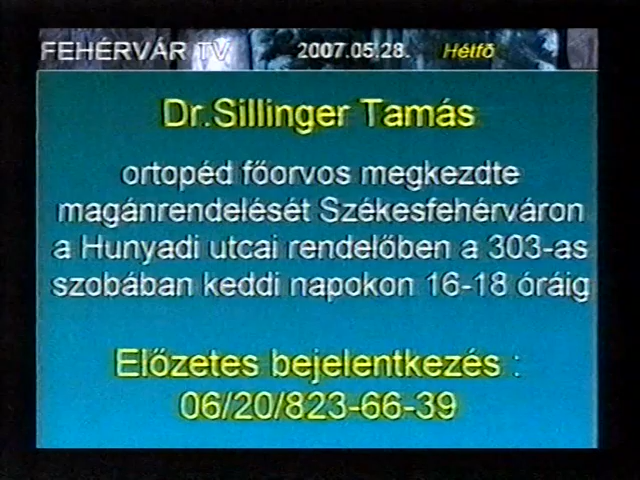 FEHÉRVÁR TV 2007.05.28. Hétfő
Dr.Sillinger Tamás
ortopéd főorvos megkezdte
magánrendelését Székesfehérváron
a Hunyadi utcai rendelőben a 303-as
szobában keddi napokon 16-18 óráig
Előzetes bejelentkezés :
06/20/823-66-39